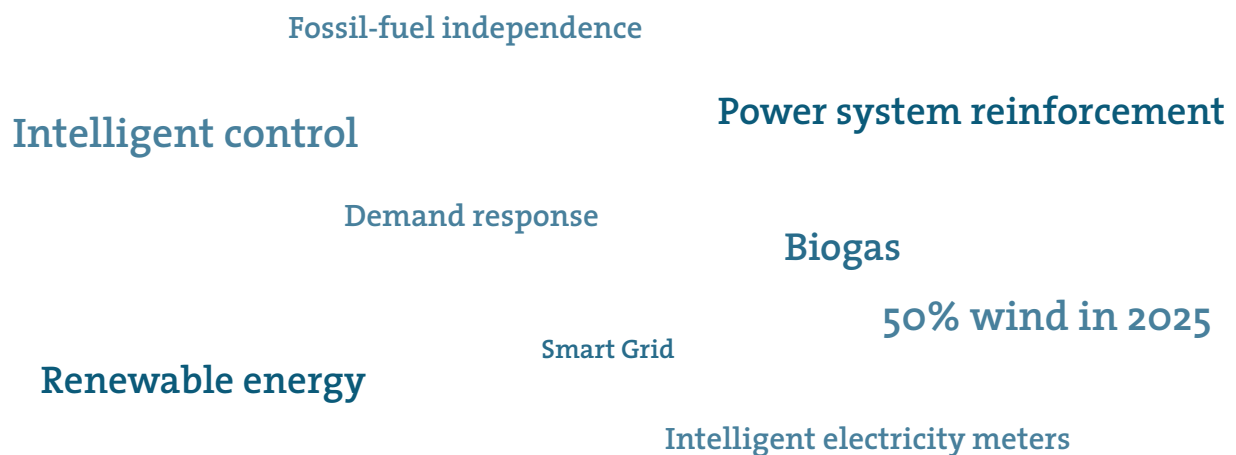 Fossil-fuel independence
Power system reinforcement
Intelligent control
Demand response
Biogas
50% wind in 2025
Smart Grid
Renewable energy
Intelligent electricity meters